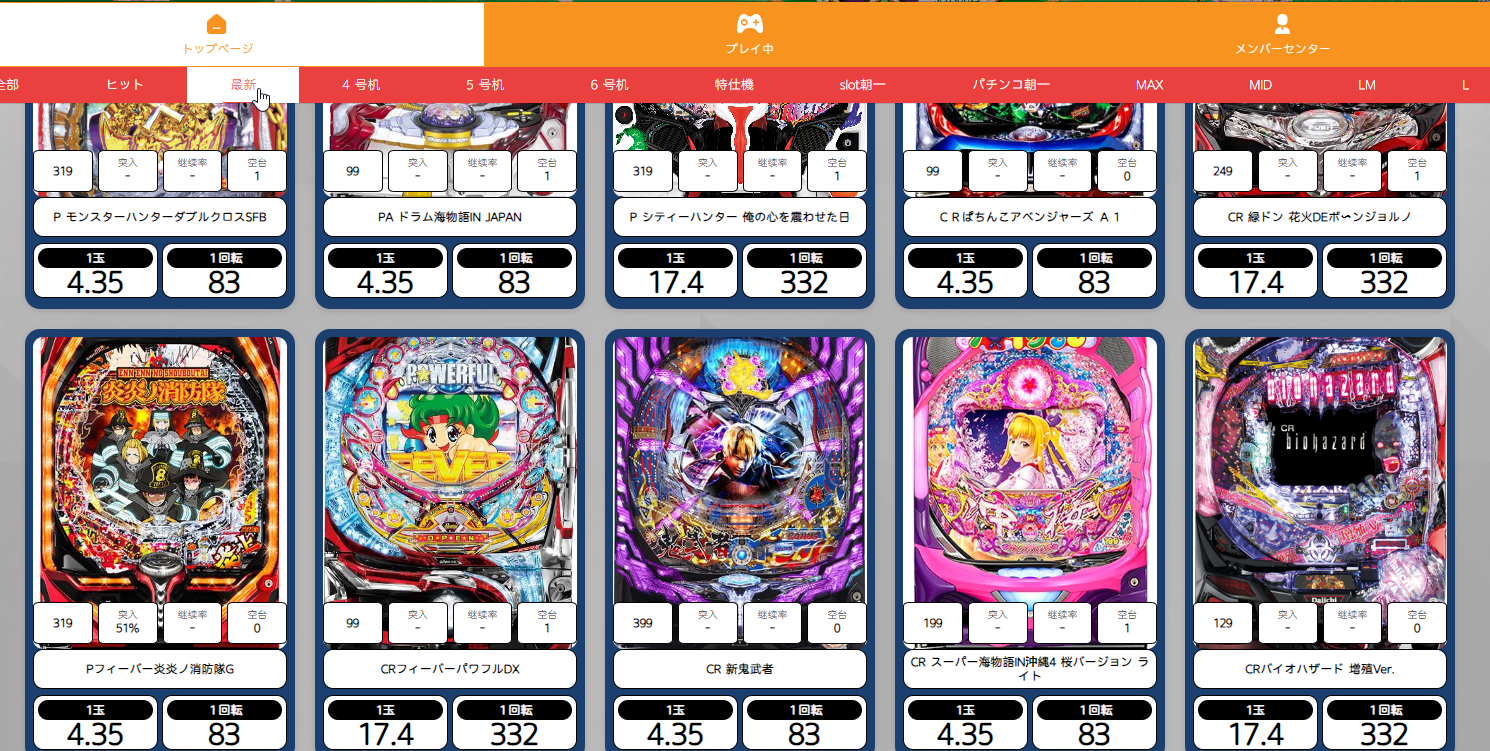 トップページ
プレイ中
メンバーセンター
全部 ヒット 最新 4 号机 5 号机 6 号机 特仕機 slot朝一 パチンコ朝一 MAX MID LM L
319 突入 - 继续率 - 空台 1
99 突入 - 继续率 - 空台 1
319 突入 - 继续率 - 空台 1
99 突入 - 继续率 - 空台 0
249 突入 - 继续率 - 空台 1
P モンスターハンターダブルクロスSFB
PA ドラム海物語IN JAPAN
P シティーハンター 俺の心を震わせた日
ＣＲぱちんこアベンジャーズ Ａ１
CR 緑ドン 花火DEボ〜ンジョルノ
1玉 1回転 1玉 1回転 1玉 1回転 1玉 1回転 1玉 1回転
4.35 83 4.35 83 17.4 332 4.35 83 17.4 332
ENN ENN NO SHOUBOUTAI
炎炎ノ消防隊
POWERFUL
FEVER
OPEN
鬼武者
biohazard
CR
biohazard
S.T.A.R.S
Daiichi
319 突入 51% 继续率 - 空台 0
99 突入 - 继续率 - 空台 1
399 突入 - 继续率 - 空台 0
199 突入 - 继续率 - 空台 1
129 突入 - 继续率 - 空台 0
Pフィーバー炎炎ノ消防隊G
CRフィーバーパワフルDX
CR 新鬼武者
CR スーパー海物語IN沖縄4 桜バージョン ラ
イト
CRバイオハザード 増殖Ver.
1玉 1回転 1玉 1回転 1玉 1回転 1玉 1回転 1玉 1回転
4.35 83 17.4 332 4.35 83 4.35 83 17.4 332